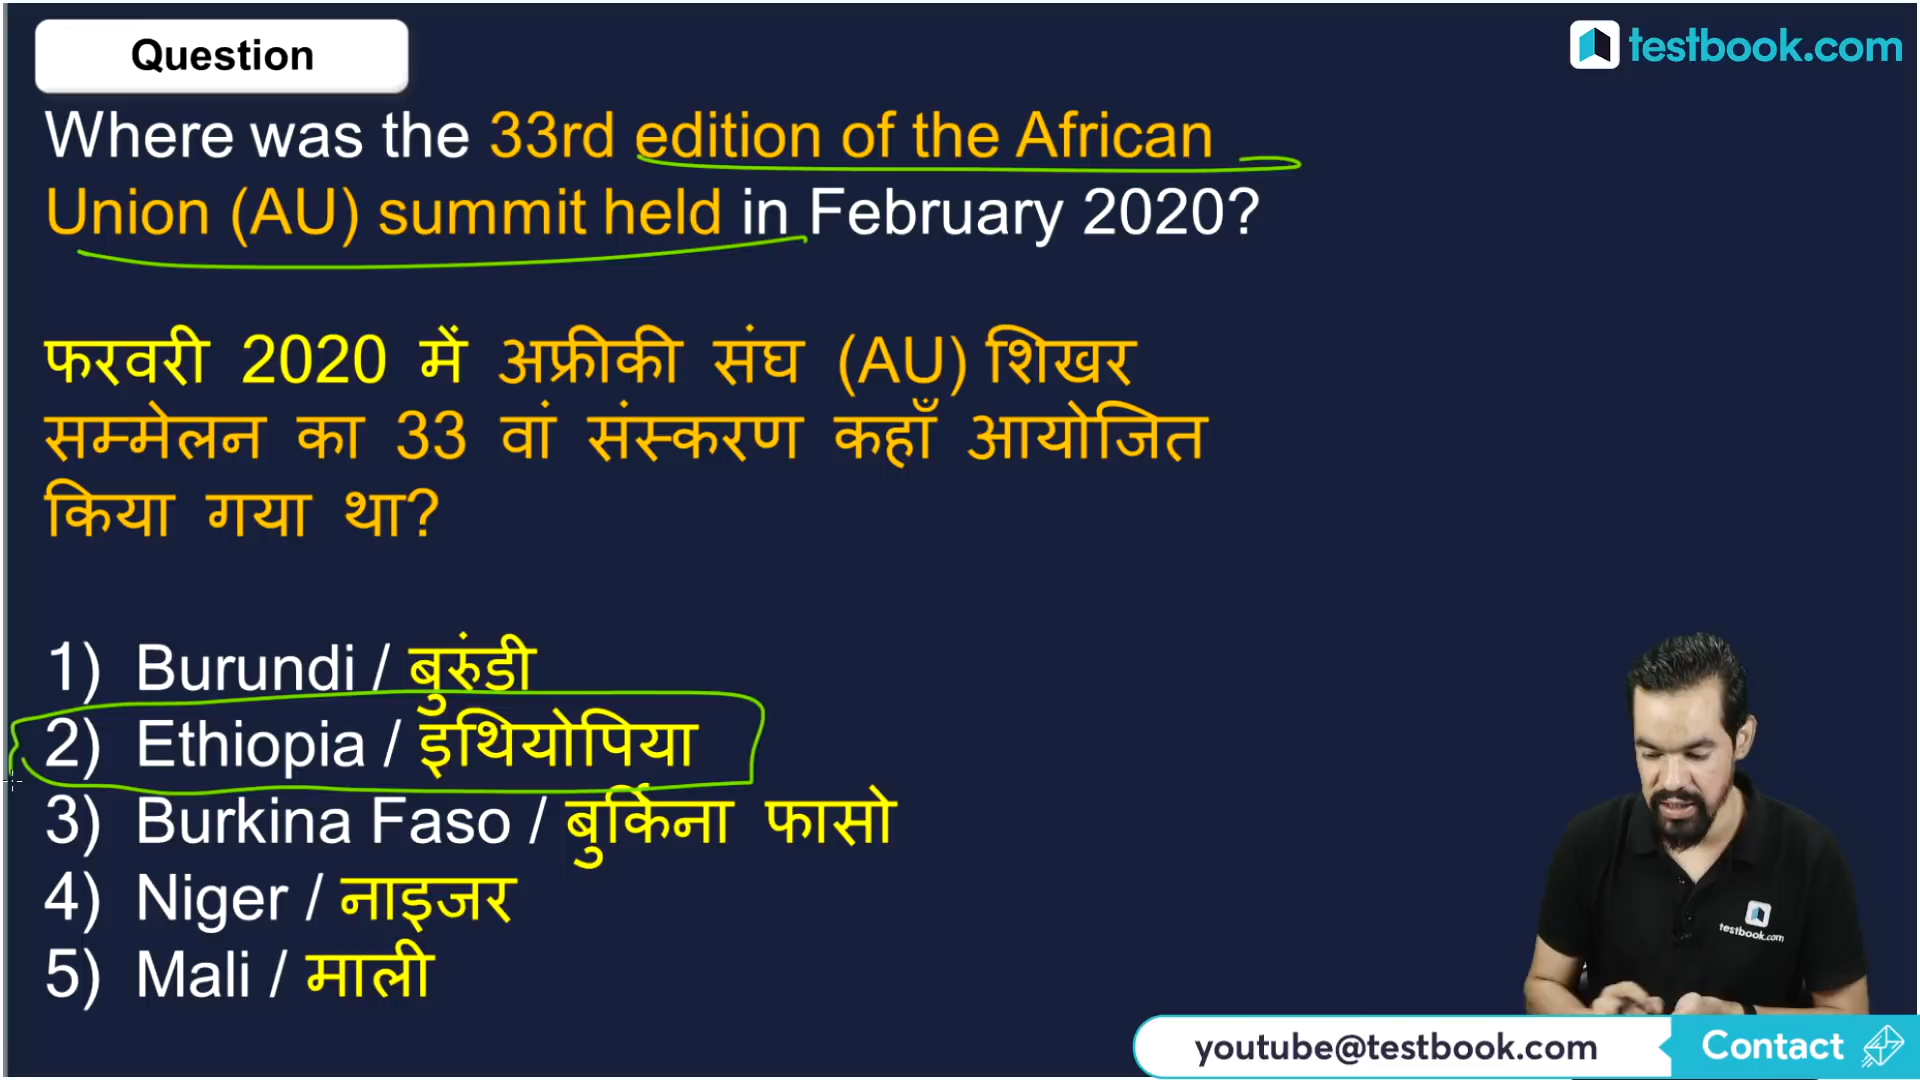 Question
testbook.com
Where was the 33rd edition of the African
Union (AU) summit held in February 2020?
फरवरी 2020 में अफ्रीकी संघ (AU) शिखर
सम्मेलन का 33 वां संस्करण कहाँ आयोजित
किया गया था?
1) Burundi / बुरुंडी
2) Ethiopia / इथियोपिया
3) Burkina Faso / बुर्किना फासो
4) Niger / नाइजर
5) Mali / माली
testbook.com
youtube@testbook.com Contact